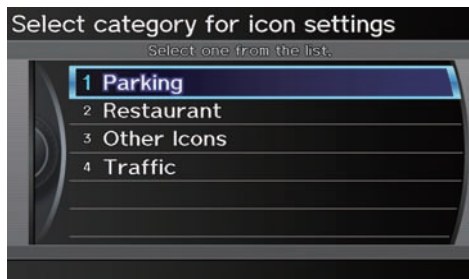 Select category for icon settings
Select one from the list.
1 Parking
2 Restaurant
3 Other Icons
4 Traffic